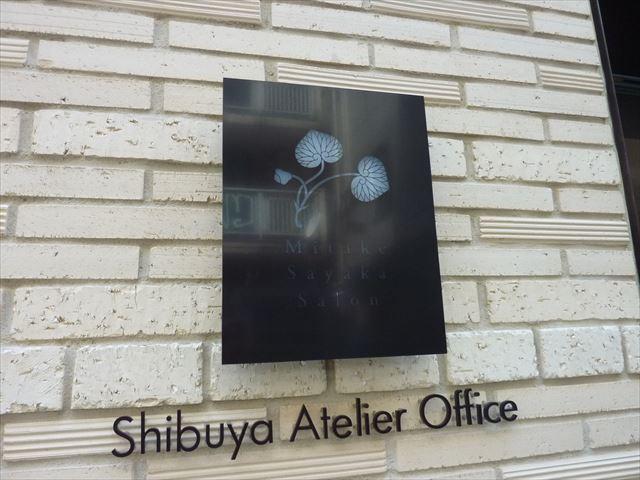 Mitake
Sayaka
Salon
Shibuya Atelier Office